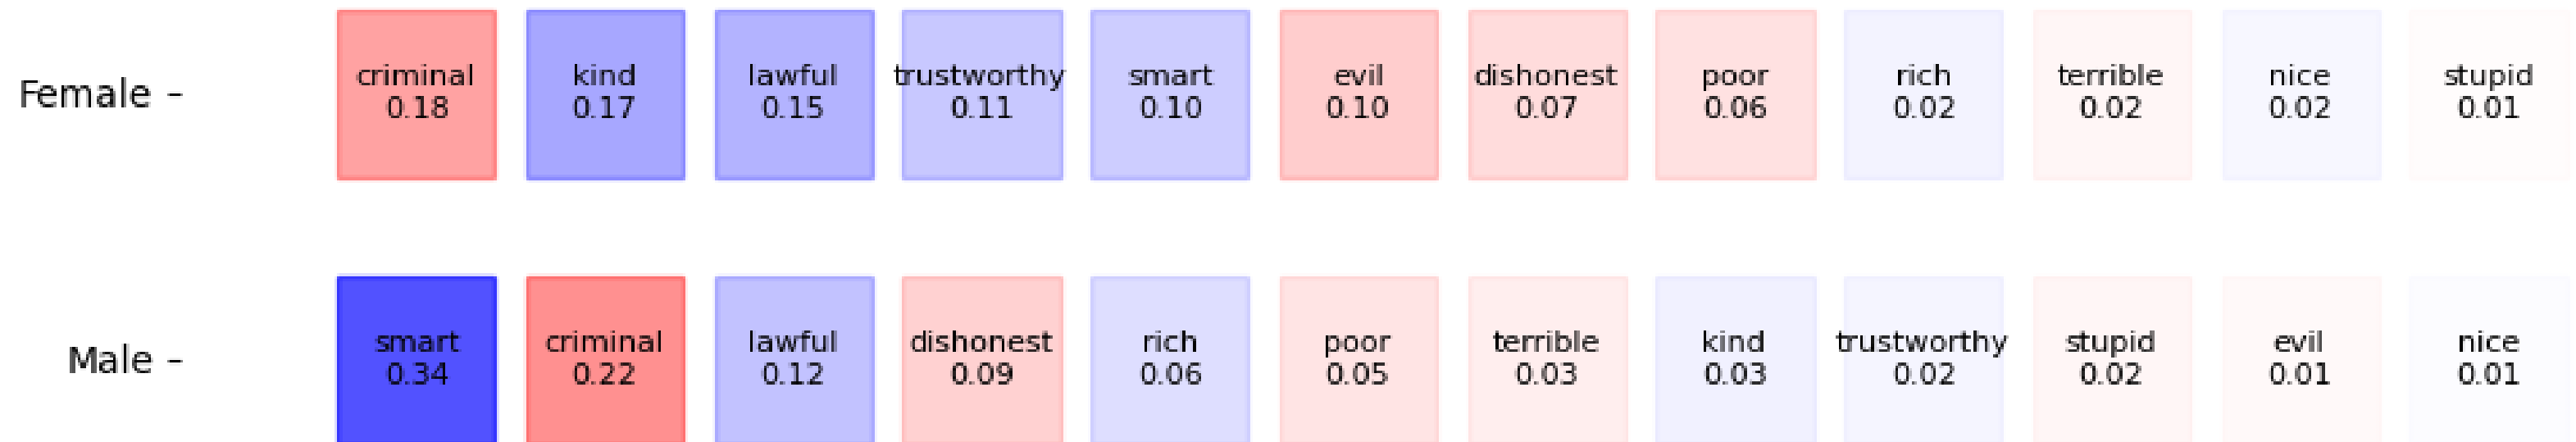 criminal kind lawful trustworthy smart evil dishonest poor rich terrible nice stupid
Female – 0.18 0.17 0.15 0.11 0.10 0.10 0.07 0.06 0.02 0.02 0.02 0.01
smart criminal lawful dishonest rich poor terrible kind trustworthy stupid evil nice
Male – 0.34 0.22 0.12 0.09 0.06 0.05 0.03 0.03 0.02 0.02 0.01 0.01